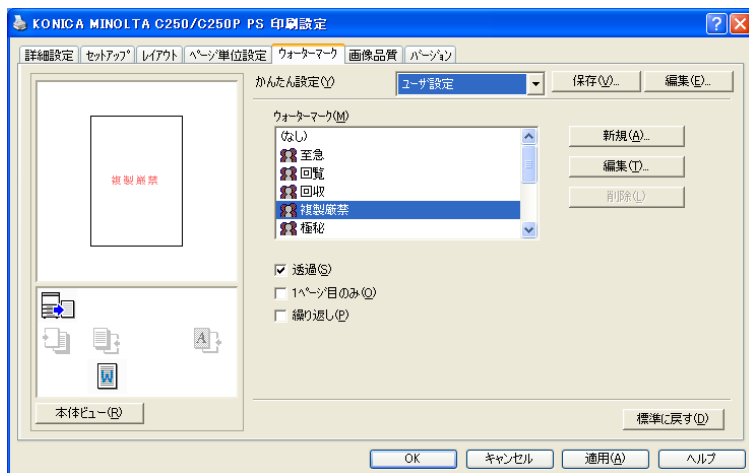 KONICA MINOLTA C250/C250P PS 印刷設定
詳細設定 セットアップ レイアウト ページ単位設定 ウォーターマーク 画像品質 バージョン
かんたん設定(Y) ユーザ設定 保存(V)... 編集(E)...
ウォーターマーク(M)
(なし)
至急
回覧
回収
複製厳禁
極秘
新規(A)...
編集(T)...
削除(L)
複製厳禁
透過(S)
1ページ目のみ(O)
繰り返し(P)
A
W
本体ビュー(R)
標準に戻す(D)
OK キャンセル 適用(A) ヘルプ